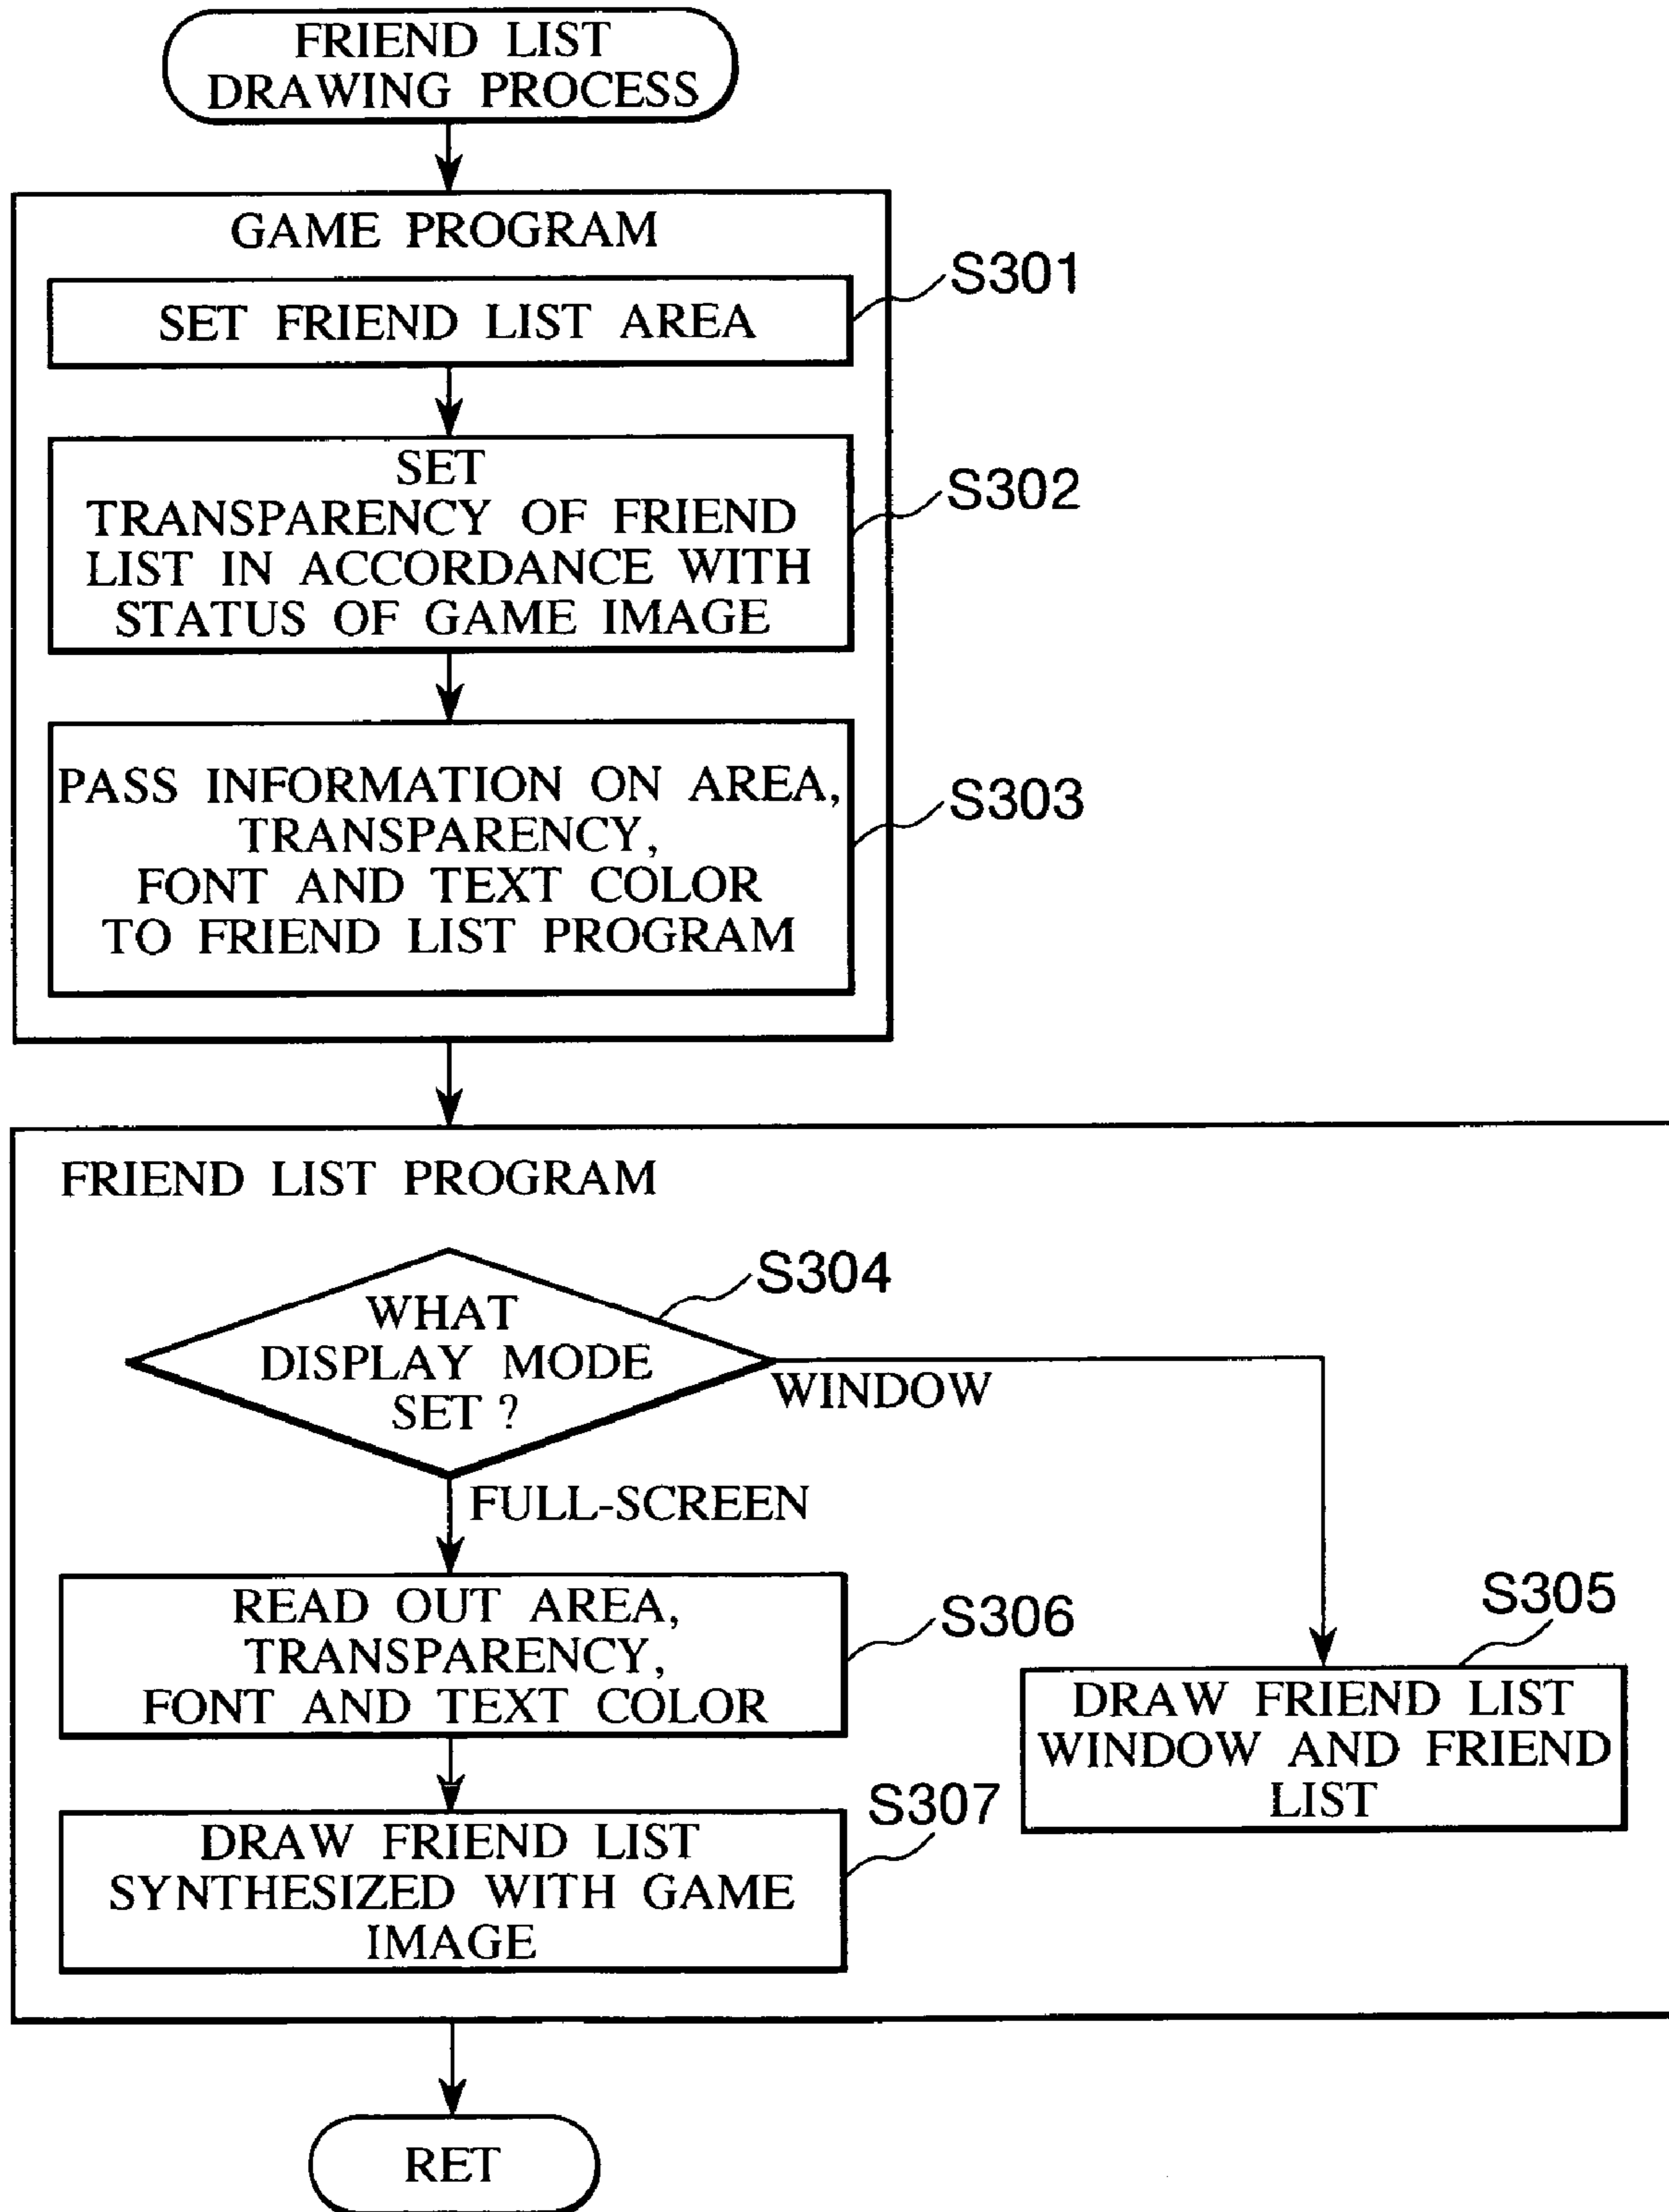 FRIEND LIST
DRAWING PROCESS
GAME PROGRAM
S301
SET FRIEND LIST AREA
SET
TRANSPARENCY OF FRIEND
LIST IN ACCORDANCE WITH
STATUS OF GAME IMAGE
S302
PASS INFORMATION ON AREA,
TRANSPARENCY,
FONT AND TEXT COLOR
TO FRIEND LIST PROGRAM
S303
FRIEND LIST PROGRAM
S304
WHAT
DISPLAY MODE
SET ?
WINDOW
FULL-SCREEN
READ OUT AREA,
TRANSPARENCY,
FONT AND TEXT COLOR
S306
S305
DRAW FRIEND LIST
WINDOW AND FRIEND
LIST
S307
DRAW FRIEND LIST
SYNTHESIZED WITH GAME
IMAGE
RET